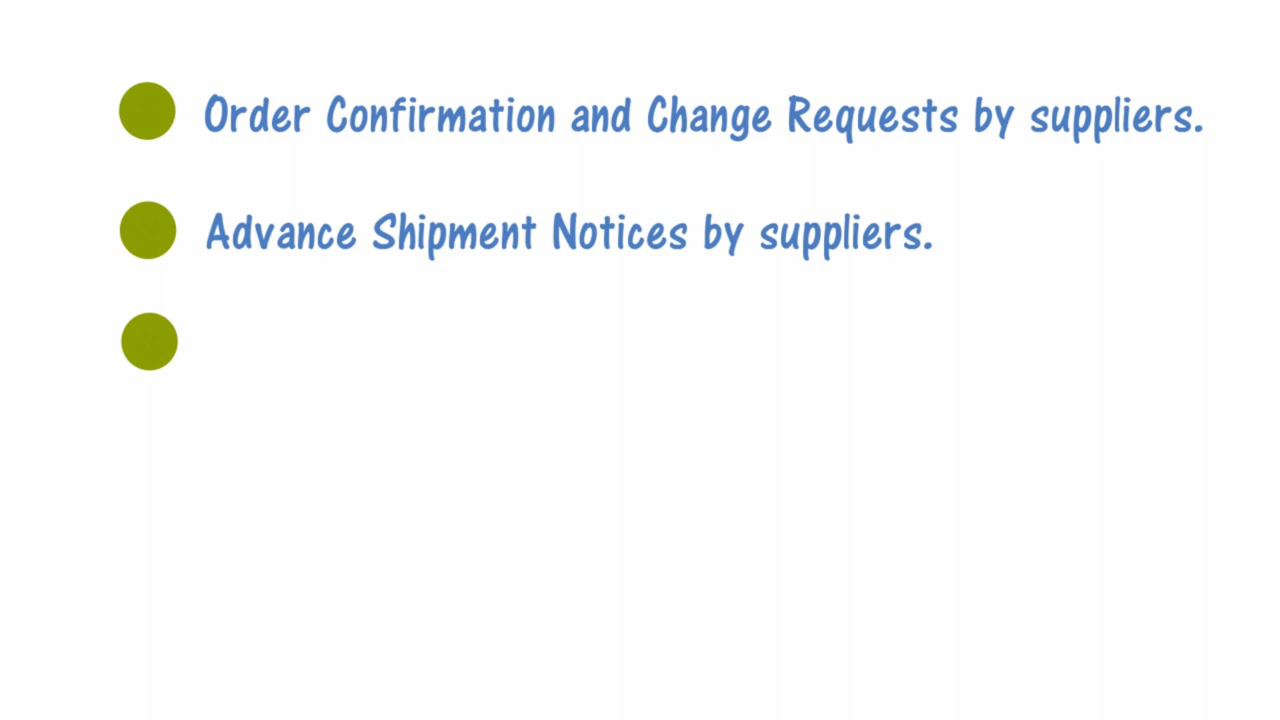 Order Confirmation and Change Requests by suppliers.
Advance Shipment Notices by suppliers.